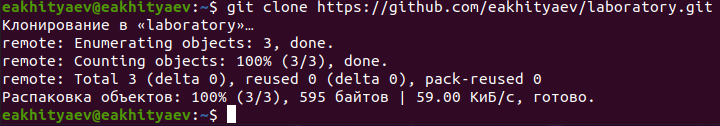 eakhityaev@eakhityaev:~$ git clone https://github.com/eakhityaev/laboratory.git
Клонирование в «laboratory»…
remote: Enumerating objects: 3, done.
remote: Counting objects: 100% (3/3), done.
remote: Total 3 (delta 0), reused 0 (delta 0), pack-reused 0
Распаковка объектов: 100% (3/3), 595 байтов | 59.00 КиБ/с, готово.
eakhityaev@eakhityaev:~$